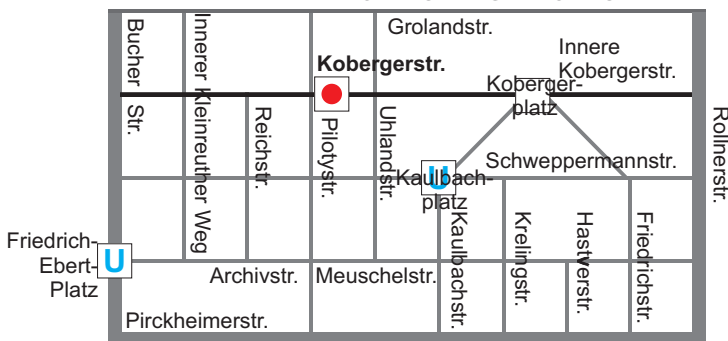 Grolandstr.
Bucher
Str.
Innerer Kleinreuther Weg
Kobergerstr.
Innere
Kobergerstr.
Koberger-
platz
Reichstr.
Pilotystr.
Uhlandstr.
Rollnerstr.
Schweppermannstr.
U
Kaulbach-
platz
Kaulbachstr.
Krelingstr.
Hastverstr.
Friedrichstr.
Friedrich-
Ebert-
Platz
U
Archivstr.
Meuschelstr.
Pirckheimerstr.